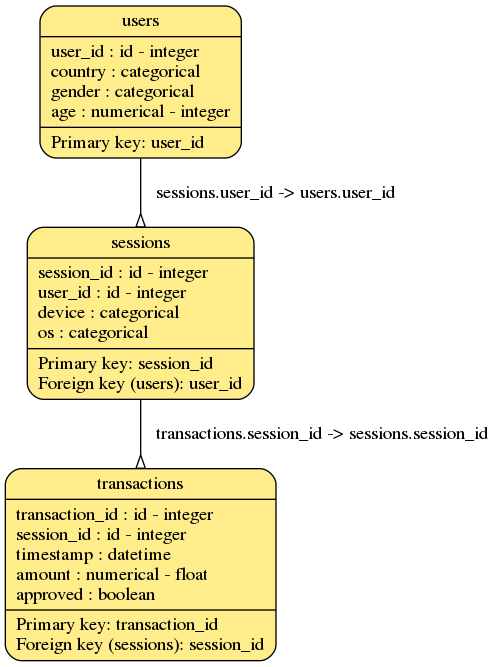 users
user_id : id - integer
country : categorical
gender : categorical
age : numerical - integer
Primary key: user_id
sessions.user_id -> users.user_id
sessions
session_id : id - integer
user_id : id - integer
device : categorical
os : categorical
Primary key: session_id
Foreign key (users): user_id
transactions.session_id -> sessions.session_id
transactions
transaction_id : id - integer
session_id : id - integer
timestamp : datetime
amount : numerical - float
approved : boolean
Primary key: transaction_id
Foreign key (sessions): session_id